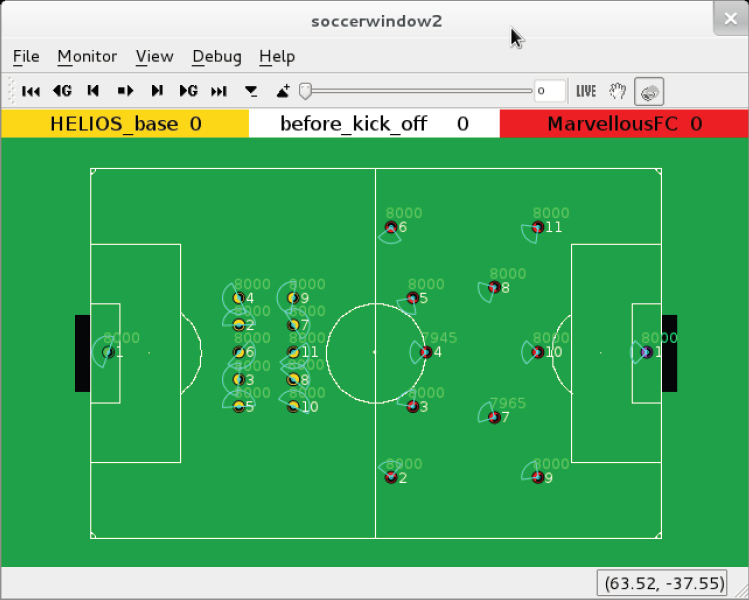 soccerwindow2
File Monitor View Debug Help
G G 0 LIVE
HELIOS_base 0 before_kick_off 0 MarvellousFC 0
8000 8000
6 11
8000
8
8000 8000 8000
4 9 5
8000 8000
2 7
8000 7945 8000
1 6 11 4 10 1
3 8
8000 7965
5 10 3 7
8000 8000
2 9
(63.52, -37.55)